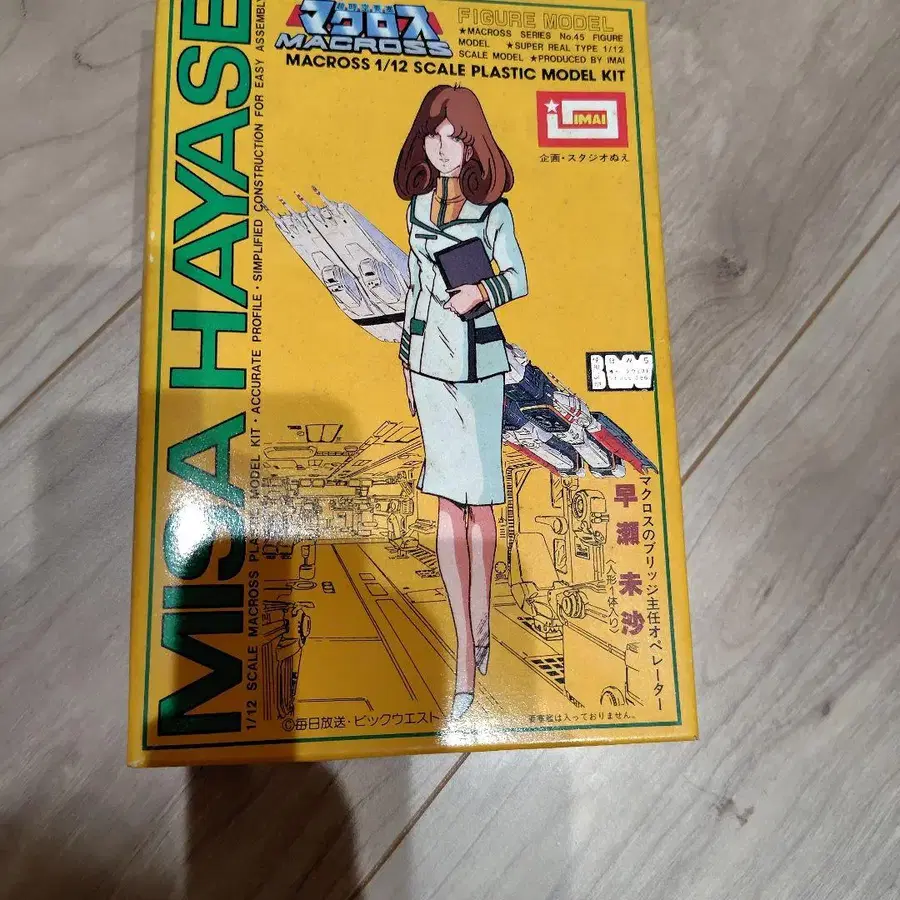 マクロス
MACROSS
FIGURE MODEL
★MACROSS SERIES No.45 FIGURE
MODEL ★SUPER REAL TYPE 1/12
SCALE MODEL ★PRODUCED BY IMAI
MACROSS 1/12 SCALE PLASTIC MODEL KIT
IMAI
企画・スタジオぬえ
MISA HAYASE
1/12 SCALE MACROSS PLA MODEL KIT・ACCURATE PROFILE・SIMPLIFIED CONSTRUCTION FOR EASY ASSEMBLY
マクロスのブリッジ主任オペレーター
早瀬 未沙
(人形1体入り)
©毎日放送・ビックウエスト
要塞艦は入っておりません。